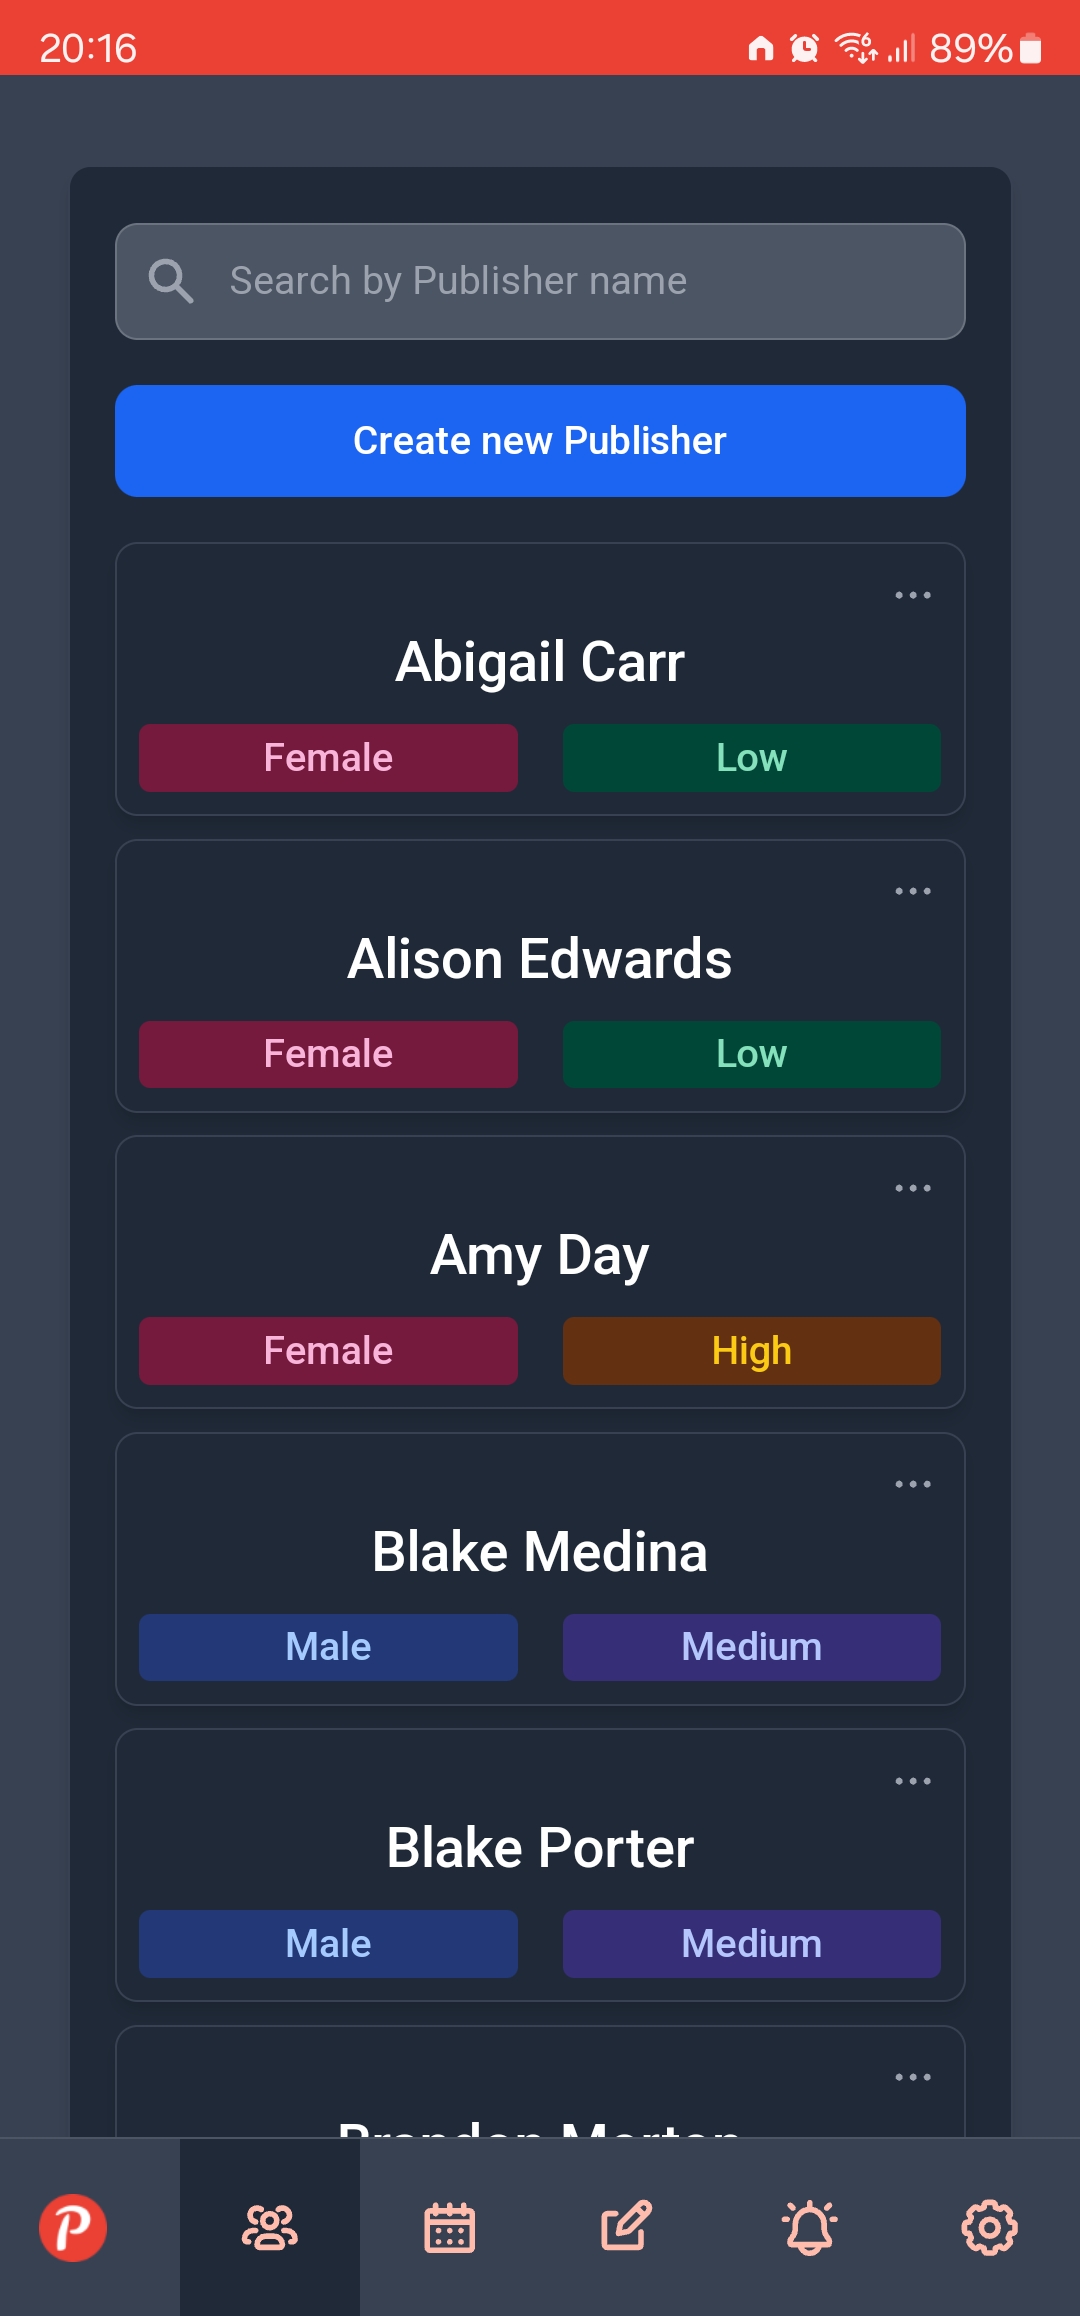 20:16
89%
Search by Publisher name
Create new Publisher
Abigail Carr
Female
Low
Alison Edwards
Female
Low
Amy Day
Female
High
Blake Medina
Male
Medium
Blake Porter
Male
Medium